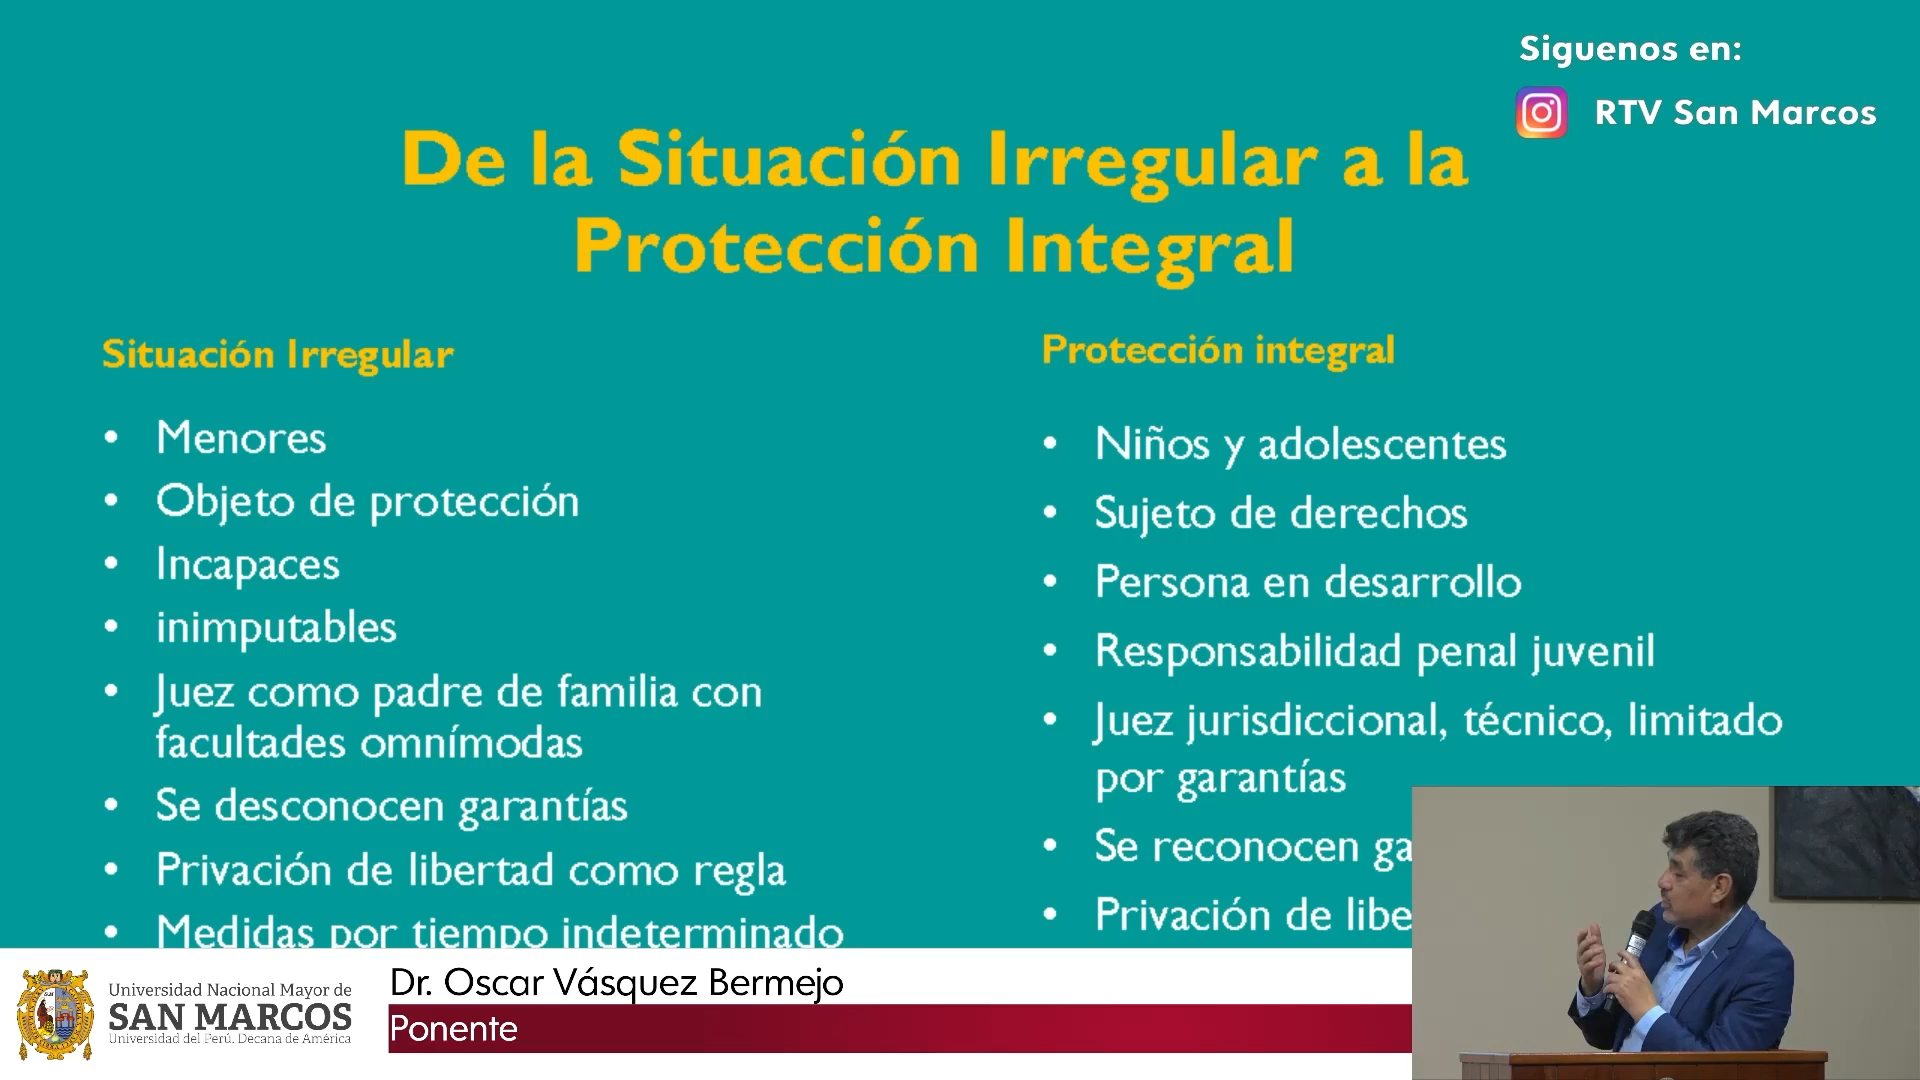 Siguenos en:
RTV San Marcos
De la Situación Irregular a la
Protección Integral
Situación Irregular
• Menores
• Objeto de protección
• Incapaces
• inimputables
• Juez como padre de familia con
facultades omnímodas
• Se desconocen garantías
• Privación de libertad como regla
• Medidas por tiempo indeterminado
Protección integral
• Niños y adolescentes
• Sujeto de derechos
• Persona en desarrollo
• Responsabilidad penal juvenil
• Juez jurisdiccional, técnico, limitado
por garantías
• Se reconocen ga
• Privación de libe
Universidad Nacional Mayor de
SAN MARCOS
Universidad del Perú. Decana de América
Dr. Oscar Vásquez Bermejo
Ponente